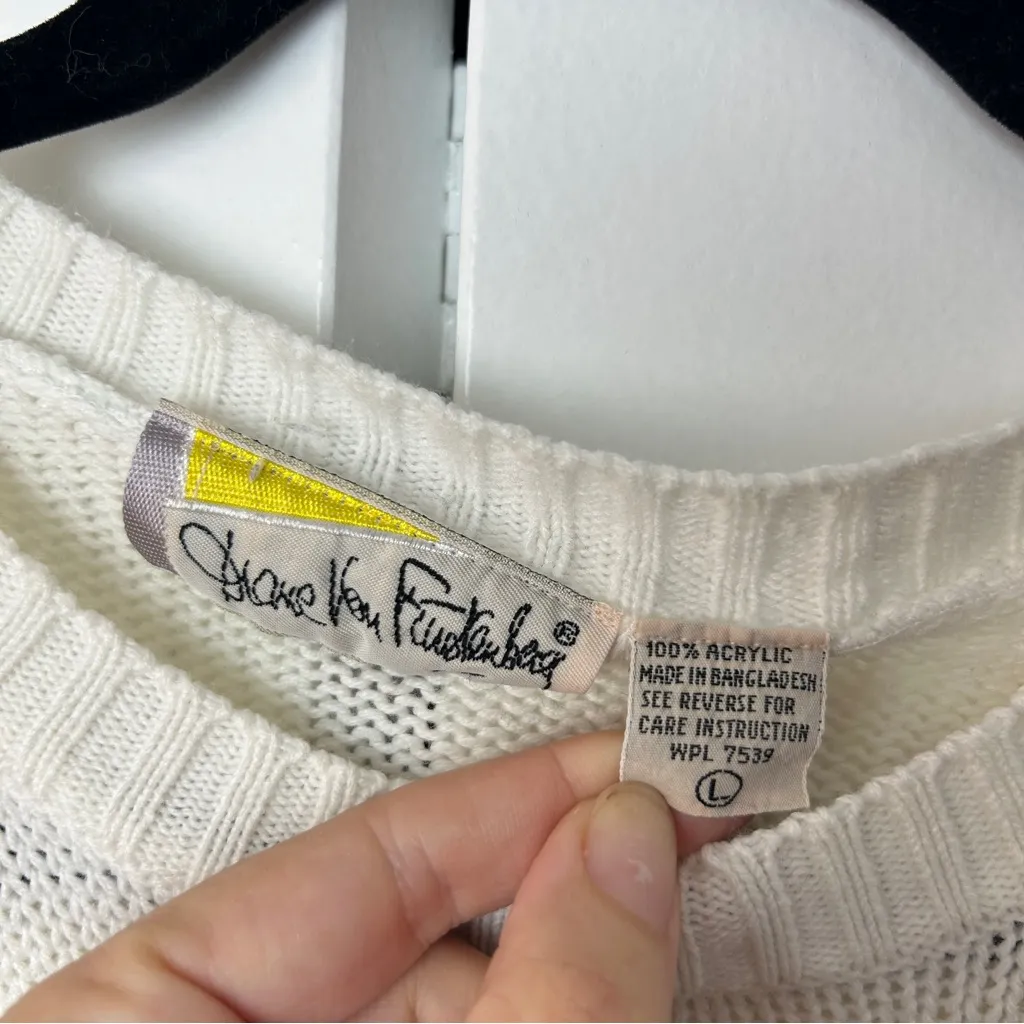 Diane Von Furstenberg®
100% ACRYLIC
MADE IN BANGLADESH
SEE REVERSE FOR
CARE INSTRUCTION
WPL 7539
L